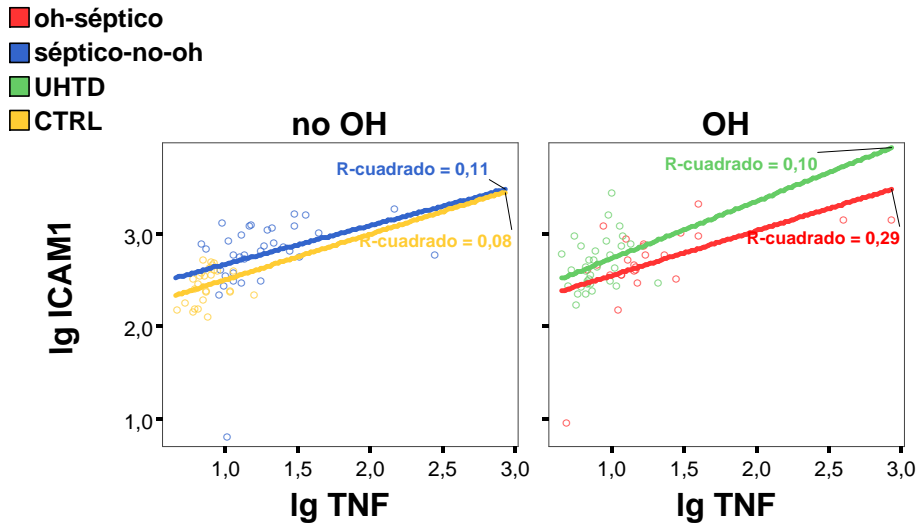 oh-séptico
séptico-no-oh
UHTD
CTRL
no OH
OH
R-cuadrado = 0,11
R-cuadrado = 0,08
R-cuadrado = 0,10
R-cuadrado = 0,29
lg ICAM1
3,0
2,0
1,0
1,0
1,5
2,0
2,5
3,0
1,0
1,5
2,0
2,5
3,0
lg TNF
lg TNF